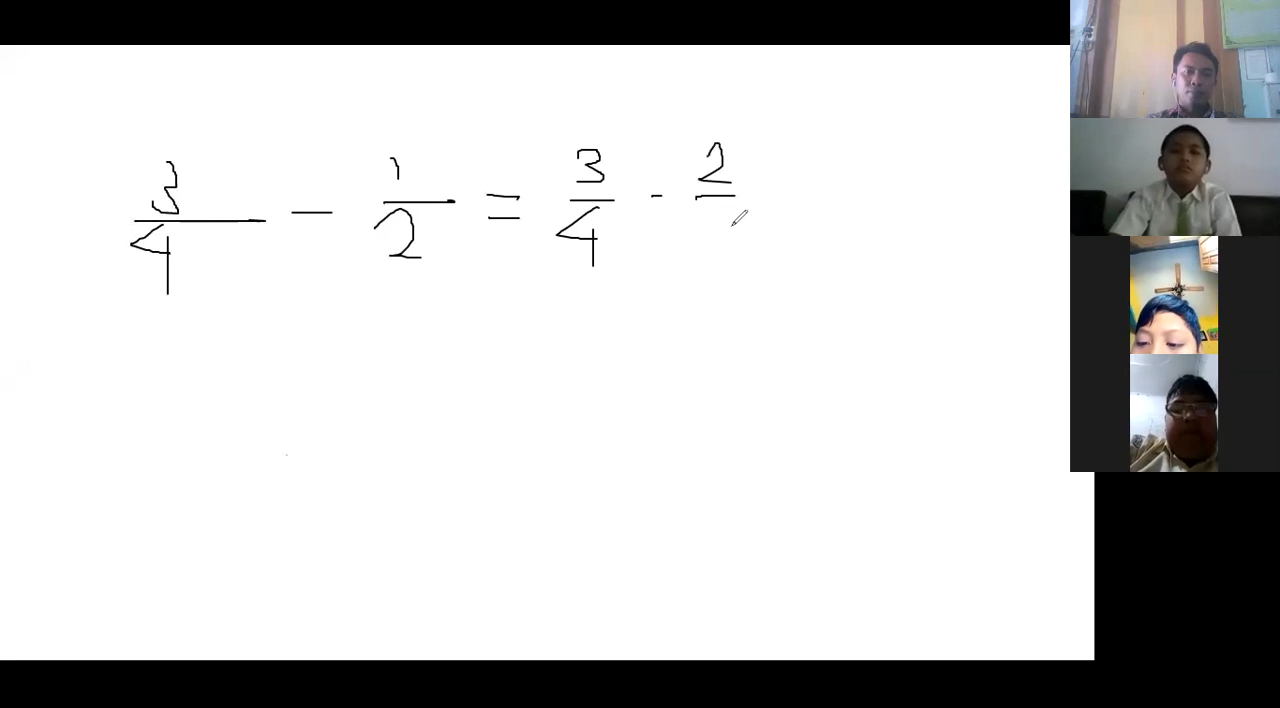 3/4 - 1/2 = 3/4 - 2/